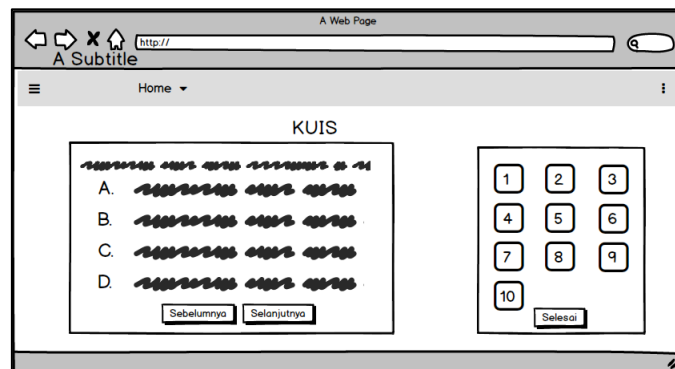 A Web Page
http://
A Subtitle
Home
KUIS
A.
B.
C.
D.
Sebelumnya Selanjutnya
1 2 3
4 5 6
7 8 9
10
Selesai